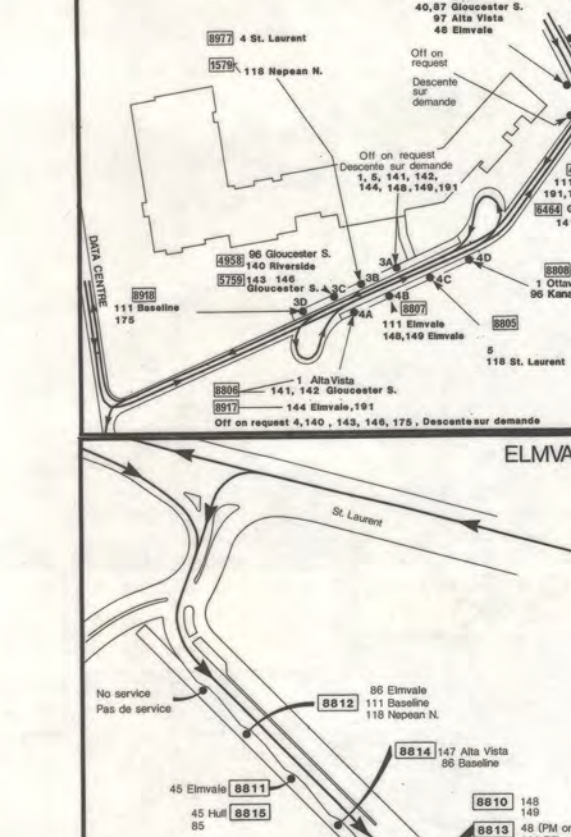 40,87 Gloucester S.
97 Alta Vista
48 Elmvale
8977 4 St. Laurent
1579 118 Nepean N.
Off on
request
Descente
sur
demande
Off on request
Descente sur demande
1, 5, 141, 142,
144, 148, 149, 191
111
191,
6464 G
14
DATA CENTRE
4958 96 Gloucester S.
140 Riverside
5759 143 146
Gloucester S.
3A
3B
3C
3D
4D
4C
4B
4A
8808
1 Ottaw
96 Kana
8918
111 Baseline
175
8807
111 Elmvale
148,149 Elmvale
8805
5
118 St. Laurent
8806 1 Alta Vista
141, 142 Gloucester S.
8917 144 Elmvale, 191
Off on request 4,140 , 143, 146, 175 , Descente sur demande
ELMVA
St. Laurent
No service
Pas de service
8812 86 Elmvale
111 Baseline
118 Nepean N.
8814 147 Alta Vista
86 Baseline
45 Elmvale 8811
45 Hull 8815
85
8810 148
149
8813 48 (PM o